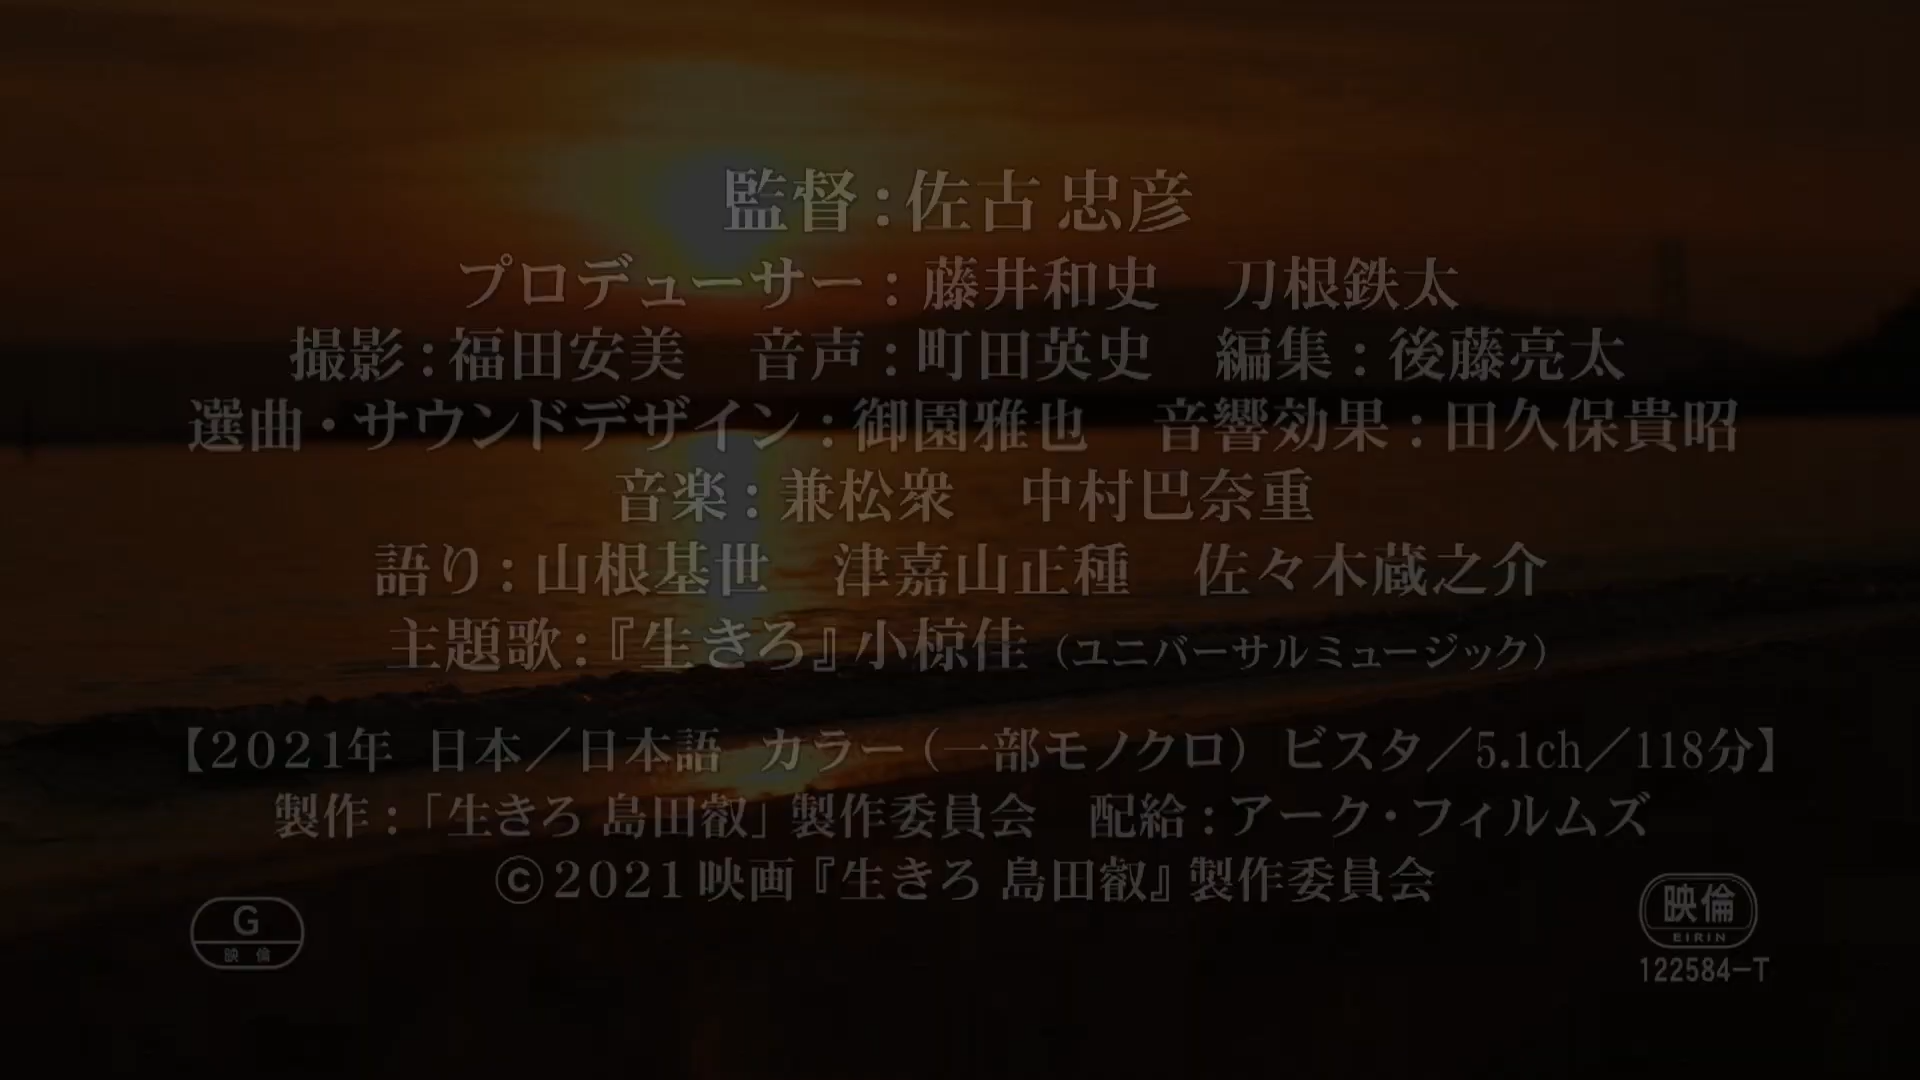 監督:佐古 忠彦
プロデューサー:藤井和史　刀根鉄太
撮影:福田安美　音声:町田英史　編集:後藤亮太
選曲・サウンドデザイン:御園雅也　音響効果:田久保貴昭
音楽:兼松衆　中村巴奈重
語り:山根基世　津嘉山正種　佐々木蔵之介
主題歌:『生きろ』小椋佳（ユニバーサルミュージック）
【2021年　日本／日本語　カラー（一部モノクロ）ビスタ／5.1ch／118分】
製作:「生きろ 島田叡」製作委員会　配給:アーク・フィルムズ
©2021 映画『生きろ 島田叡』製作委員会
G
映倫
映倫
EIRIN
122584-T